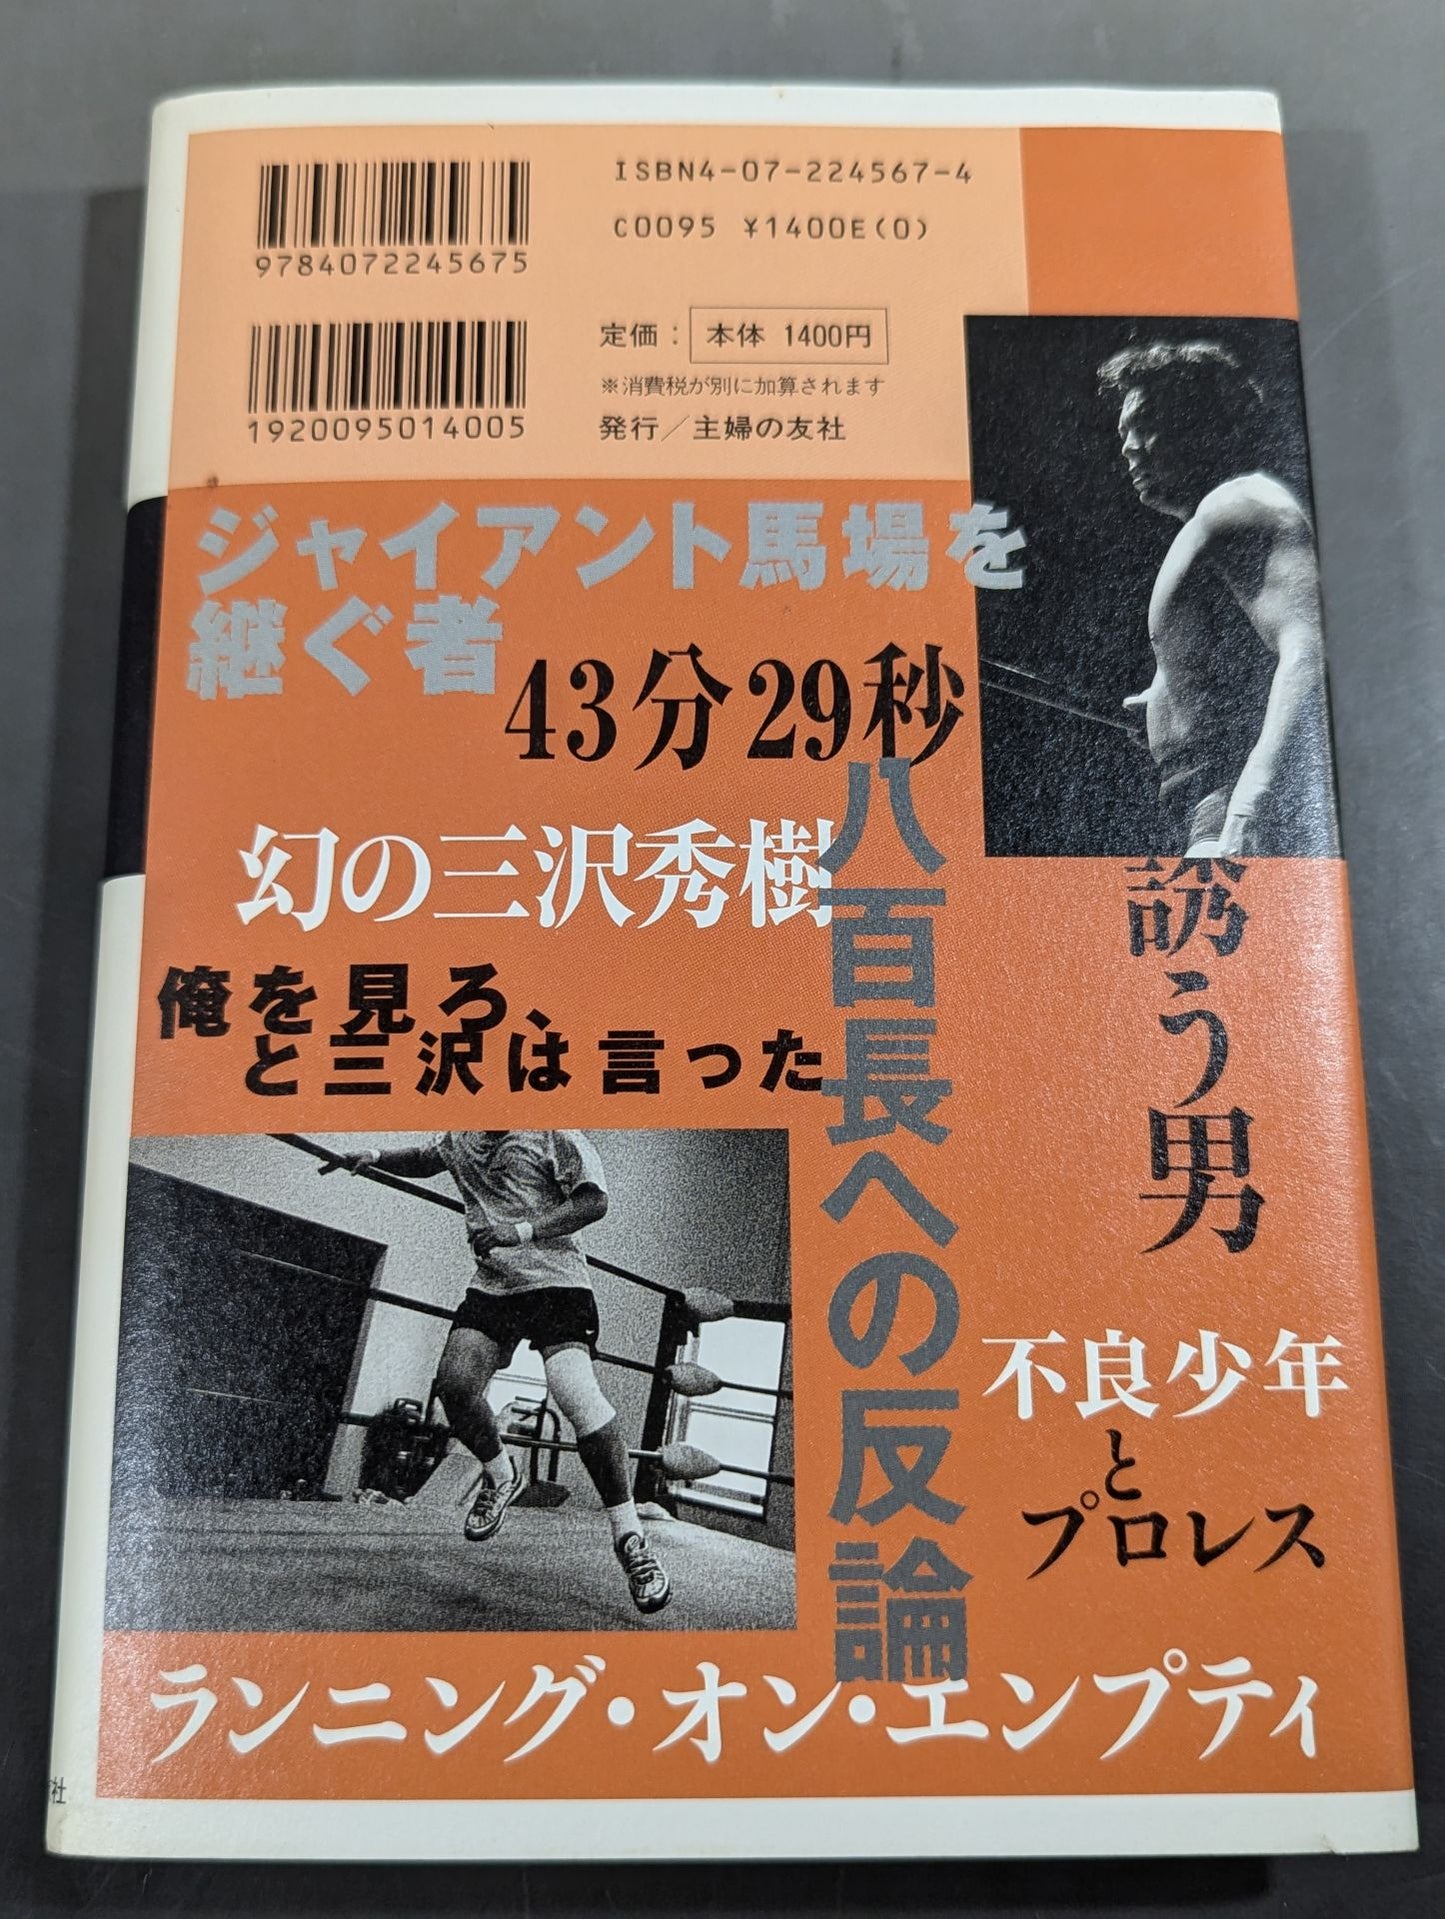 ISBN4-07-224567-4
C0095 ¥1400E(0)
9784072245675
定価： 本体 1400円
※消費税が別に加算されます
1920095014005
発行／主婦の友社
ジャイアント馬場を
継ぐ者
43分29秒
幻の三沢秀樹
八百長への反論
誘う男
俺を見ろ、
と三沢は言った
不良少年
と
プロレス
ランニング・オン・エンプティ
社